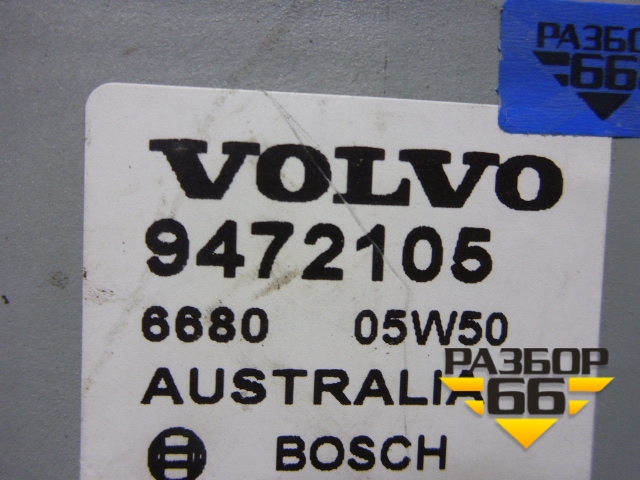 РАЗБОР
66
VOLVO
9472105
6680 05W50
AUSTRALIA
РАЗБОР
66
BOSCH